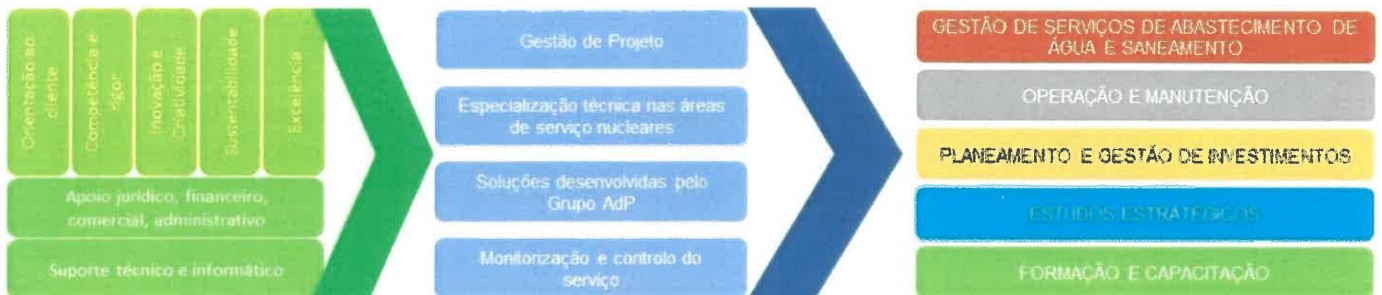 Orientação ao
cliente
Competência e
rigor
Inovação e
Criatividade
Sustentabilidade
Excelência
Apoio jurídico, financeiro,
comercial, administrativo
Suporte técnico e informático
Gestão de Projeto
Especialização técnica nas áreas
de serviço nucleares
Soluções desenvolvidas pelo
Grupo AdP
Monitorização e controlo do
serviço
GESTÃO DE SERVIÇOS DE ABASTECIMENTO DE
ÁGUA E SANEAMENTO
OPERAÇÃO E MANUTENÇÃO
PLANEAMENTO E GESTÃO DE INVESTIMENTOS
ESTUDOS ESTRATÉGICOS
FORMAÇÃO E CAPACITAÇÃO